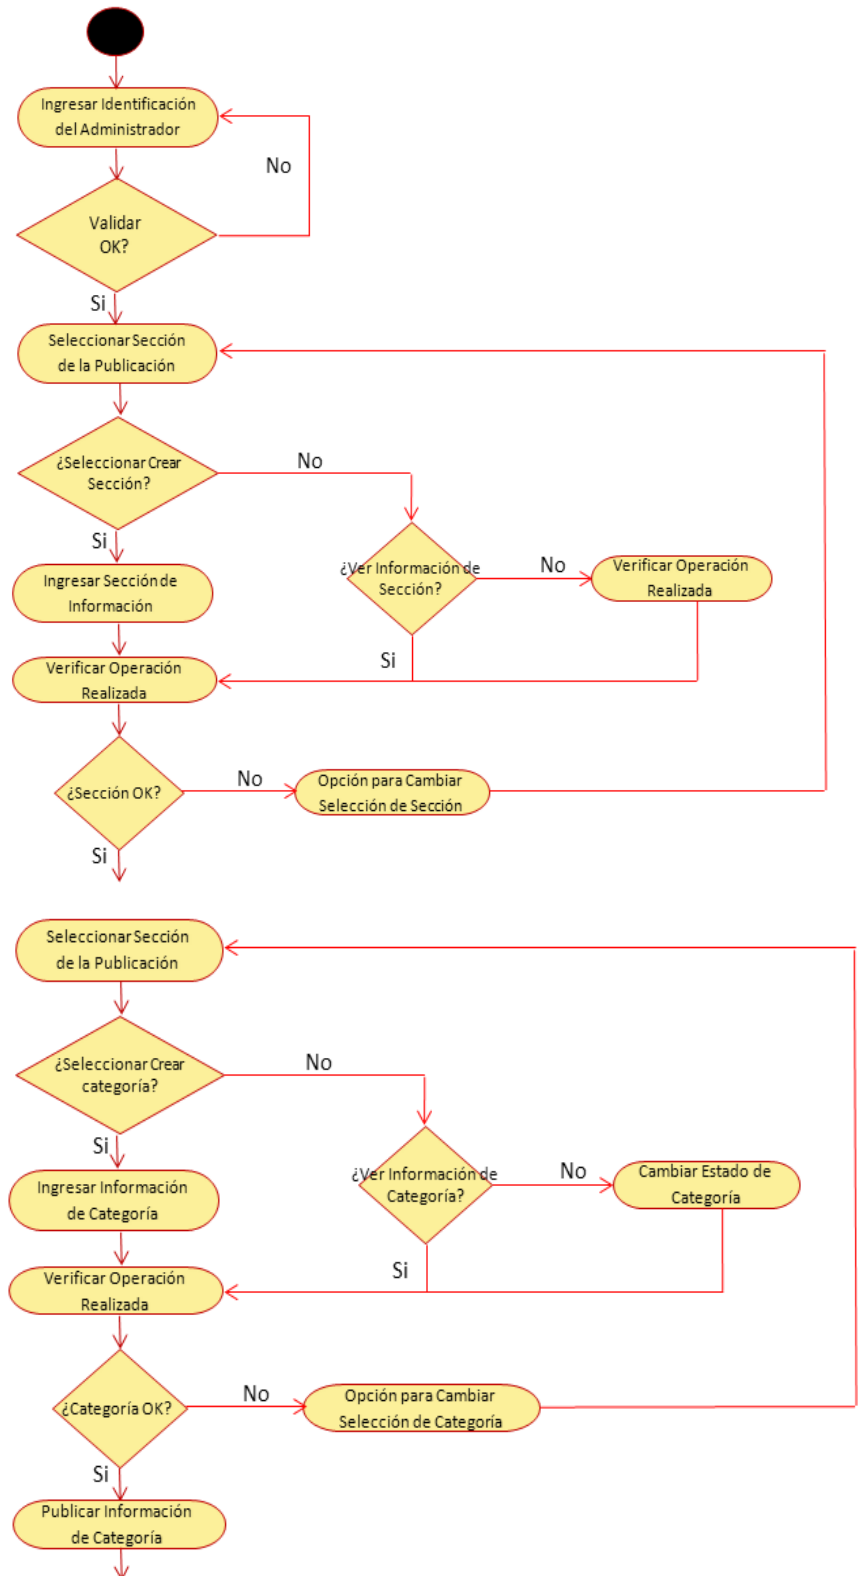 Ingresar Identificación
del Administrador
No
Validar
OK?
Si
Seleccionar Sección
de la Publicación
¿Seleccionar Crear
Sección?
No
Si
¿Ver Información de
Sección?
No
Verificar Operación
Realizada
Ingresar Sección de
Información
Si
Verificar Operación
Realizada
¿Sección OK?
No
Opción para Cambiar
Selección de Sección
Si
Seleccionar Sección
de la Publicación
¿Seleccionar Crear
categoría?
No
Si
¿Ver Información de
Categoría?
No
Cambiar Estado de
Categoría
Ingresar Información
de Categoría
Si
Verificar Operación
Realizada
¿Categoría OK?
No
Opción para Cambiar
Selección de Categoría
Si
Publicar Información
de Categoría